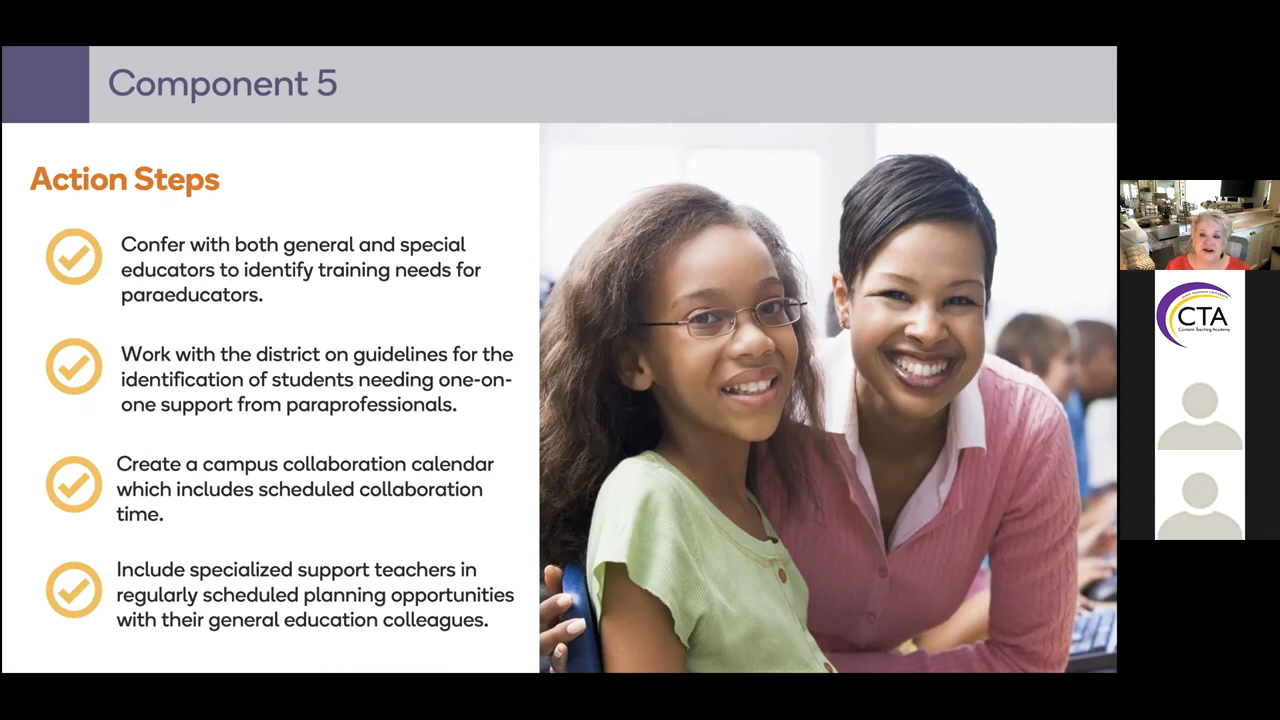 Component 5
Action Steps
Confer with both general and special
educators to identify training needs for
paraeducators.
Work with the district on guidelines for the
identification of students needing one-on-
one support from paraprofessionals.
Create a campus collaboration calendar
which includes scheduled collaboration
time.
Include specialized support teachers in
regularly scheduled planning opportunities
with their general education colleagues.
JAMES MADISON UNIVERSITY
CTA
Content Teaching Academy